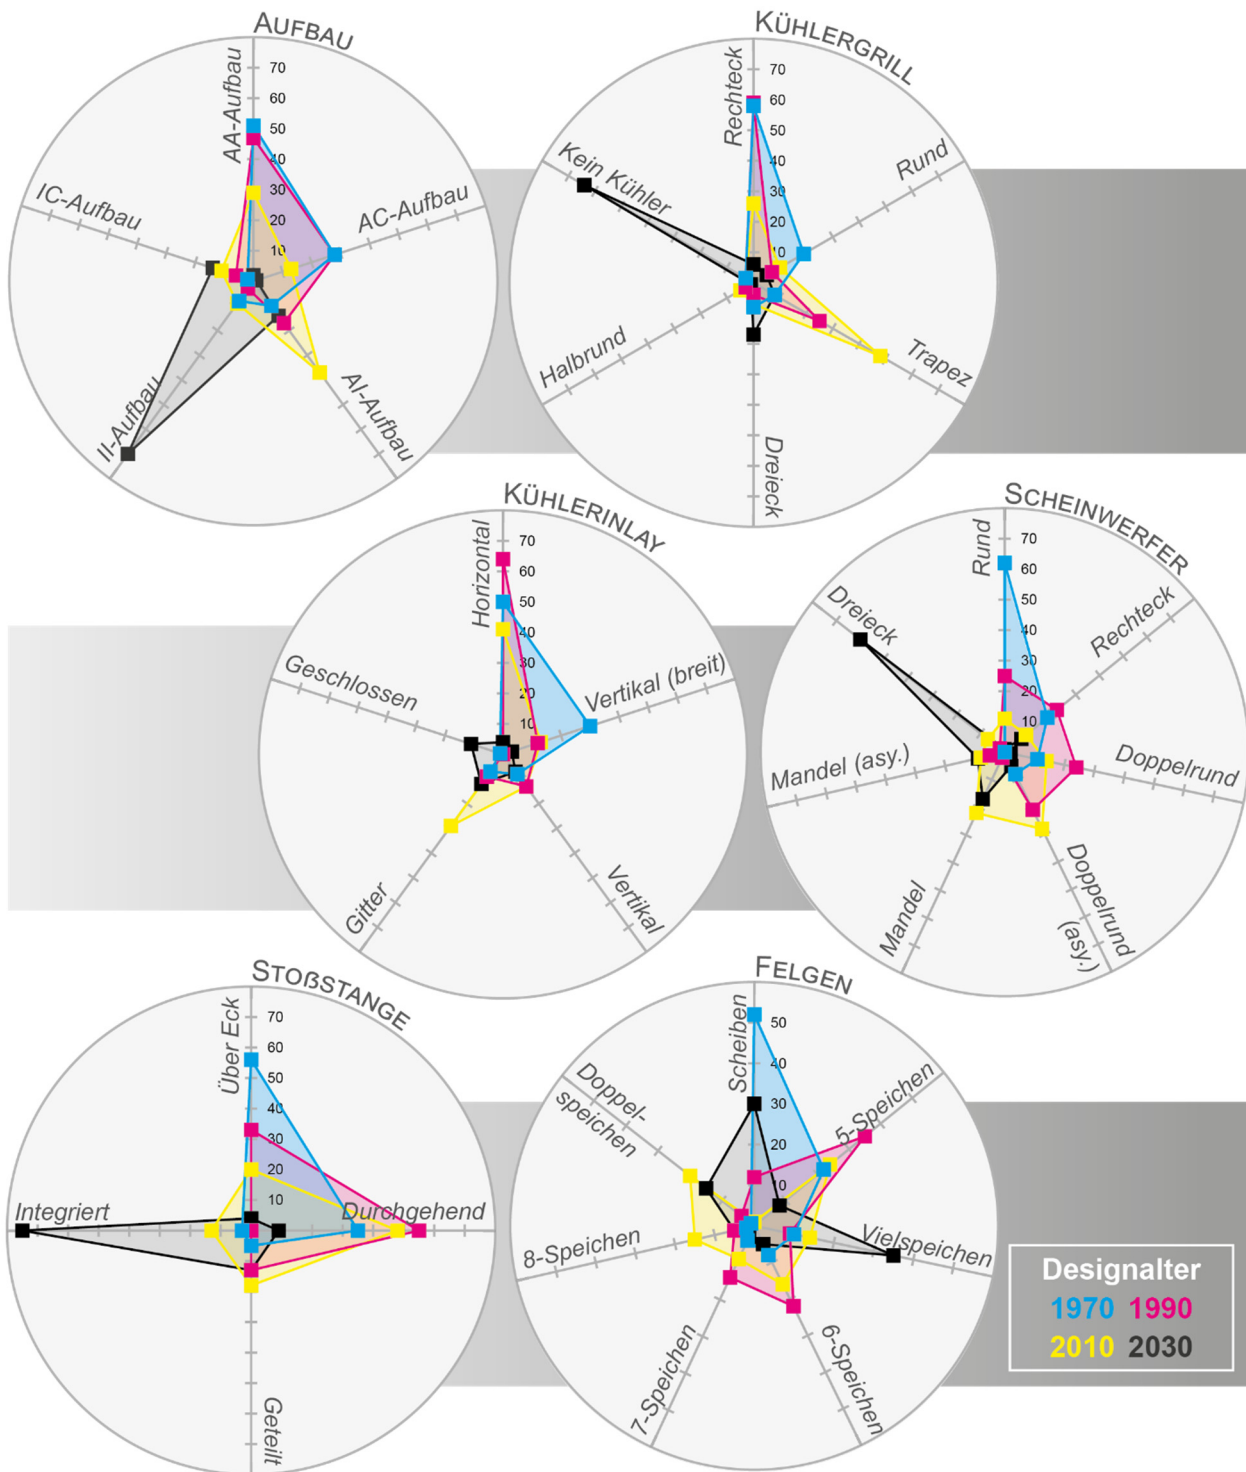 AUFBAU
AA-Aufbau
70
60
50
40
30
20
10
AC-Aufbau
AI-Aufbau
II-Aufbau
IC-Aufbau
KÜHLERGRILL
Rechteck
70
60
50
40
30
20
10
Rund
Trapez
Dreieck
Halbrund
Kein Kühler
KÜHLERINLAY
Horizontal
70
60
50
40
30
20
10
Vertikal (breit)
Vertikal
Gitter
Geschlossen
SCHEINWERFER
Rund
70
60
50
40
30
20
10
Rechteck
Doppelrund
Doppelrund
(asy.)
Mandel
Mandel (asy.)
Dreieck
STOßSTANGE
Über Eck
70
60
50
40
30
20
10
Durchgehend
Geteilt
Integriert
FELGEN
Scheiben
50
40
30
20
10
5-Speichen
Vielspeichen
6-Speichen
7-Speichen
8-Speichen
Doppel-
speichen
Designalter
1970 1990
2010 2030